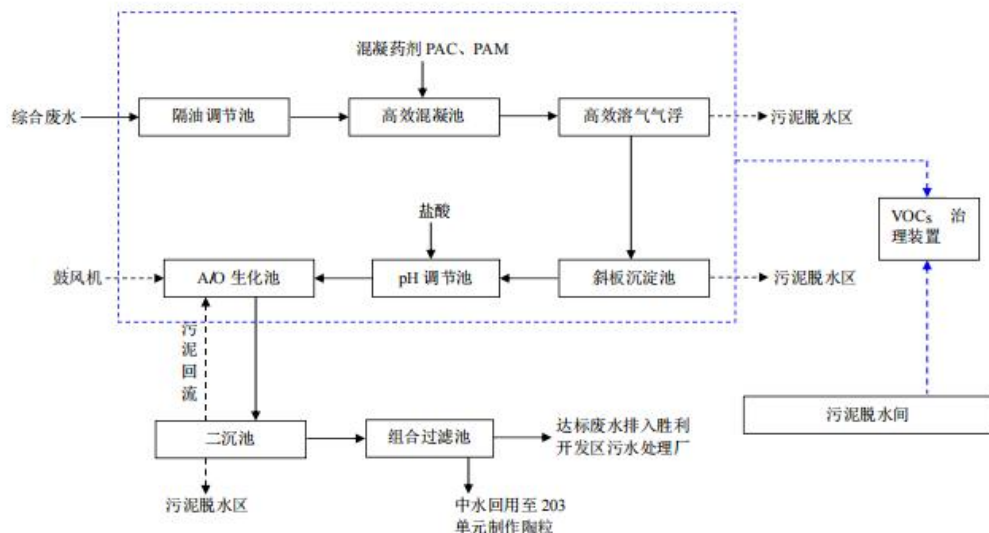 混凝药剂 PAC、PAM
综合废水
隔油调节池
高效混凝池
高效溶气气浮
污泥脱水区
VOCs 治
理装置
盐酸
鼓风机
A/O 生化池
pH 调节池
斜板沉淀池
污泥脱水区
污
泥
回
流
污泥脱水间
二沉池
组合过滤池
达标废水排入胜利
开发区污水处理厂
污泥脱水区
中水回用至 203
单元制作陶粒